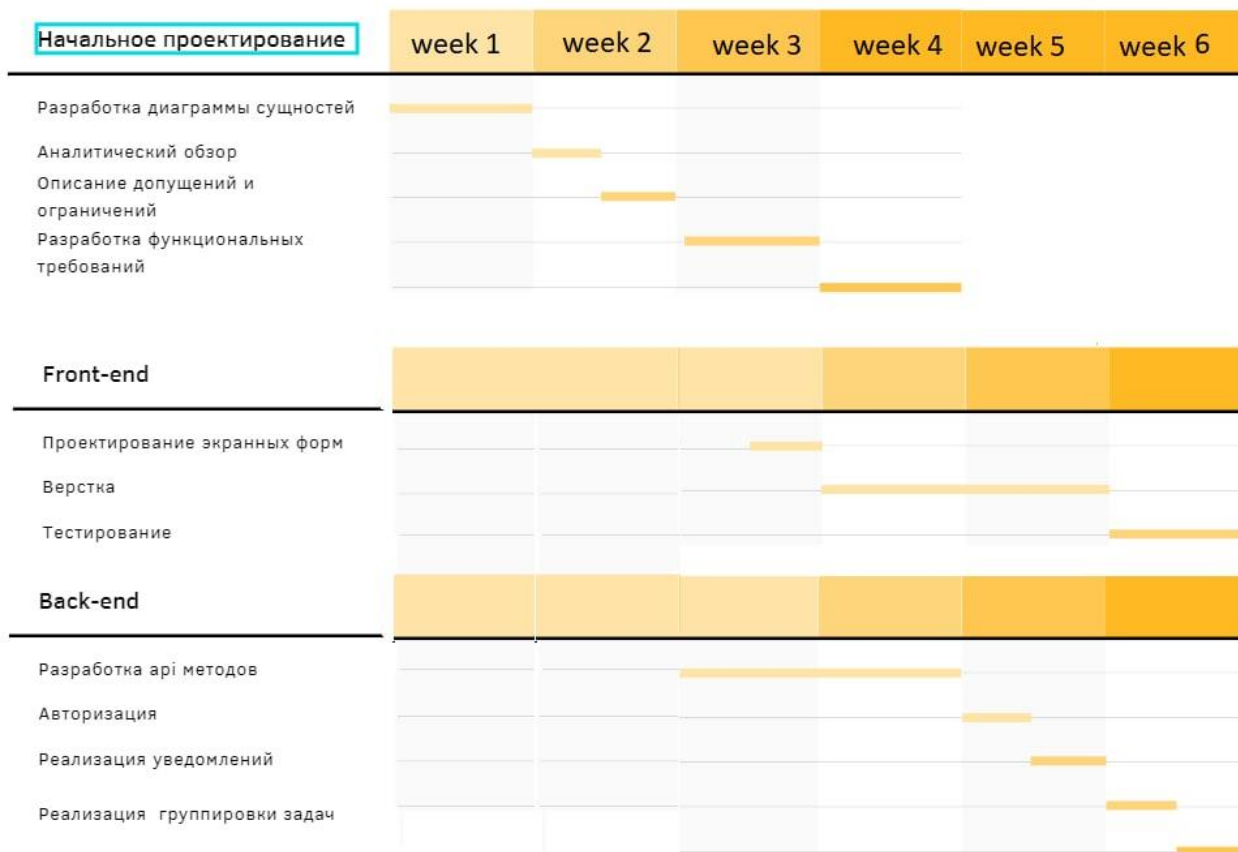 Начальное проектирование week 1 week 2 week 3 week 4 week 5 week 6
Разработка диаграммы сущностей
Аналитический обзор
Описание допущений и
ограничений
Разработка функциональных
требований
Front-end
Проектирование экранных форм
Верстка
Тестирование
Back-end
Разработка api методов
Авторизация
Реализация уведомлений
Реализация группировки задач